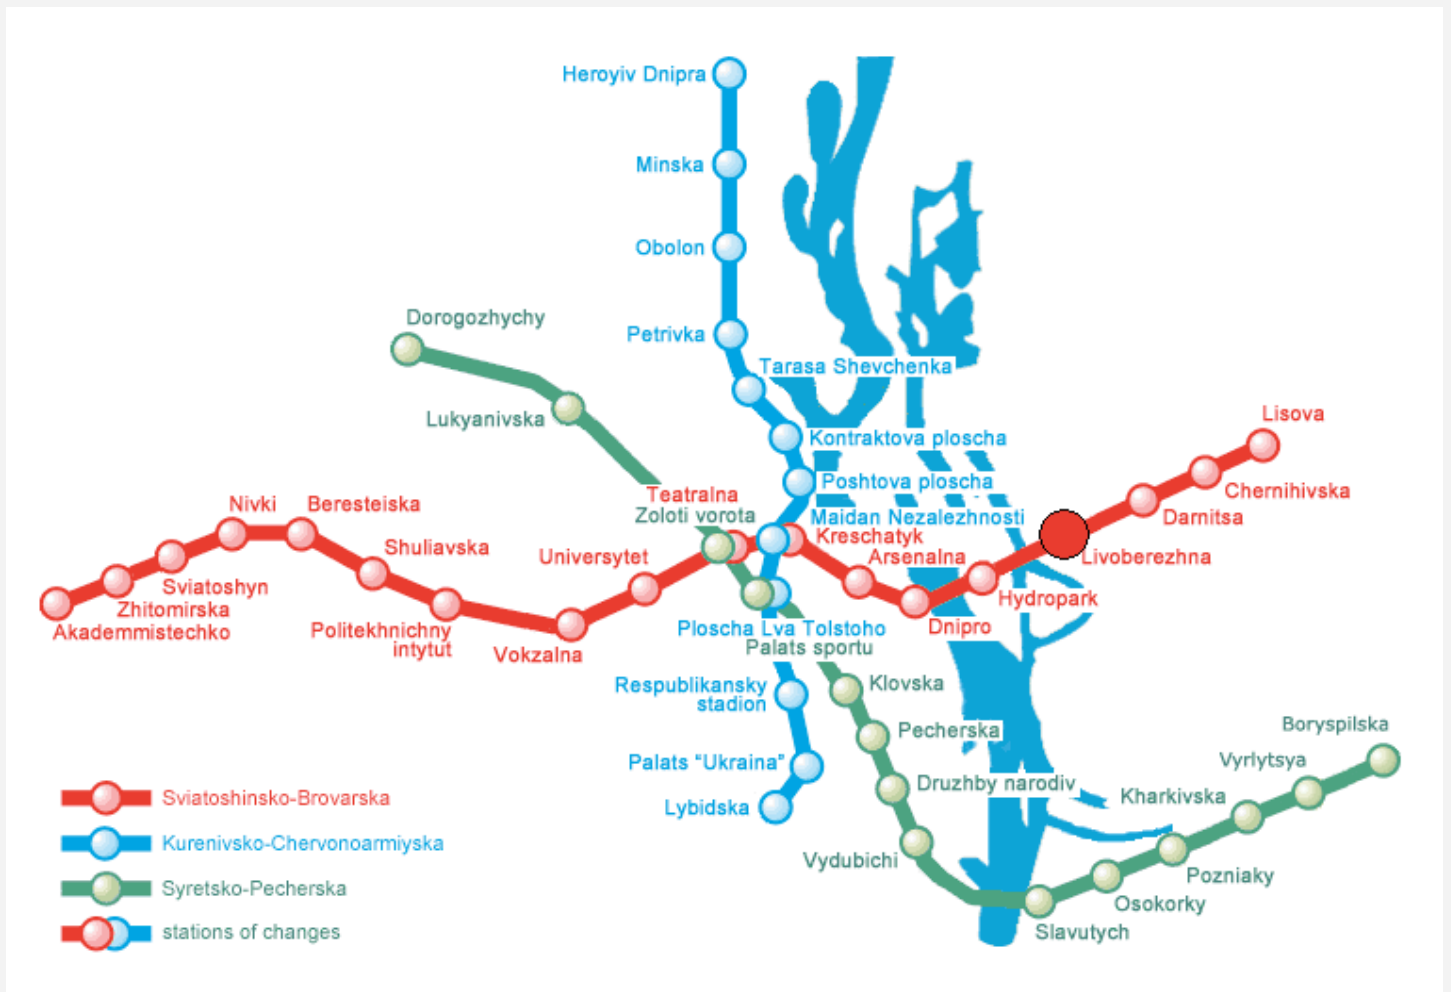 Heroyiv Dnipra
Minska
Obolon
Petrivka
Dorogozhychy
Tarasa Shevchenka
Lukyanivska
Lisova
Kontraktova ploscha
Poshtova ploscha
Chernihivska
Teatralna
Zoloti vorota
Maidan Nezalezhnosti
Darnitsa
Nivki
Beresteiska
Kreschatyk
Shuliavska
Universytet
Arsenalna
Livoberezhna
Sviatoshyn
Zhitomirska
Akademmistechko
Hydropark
Politekhnichny
intytut
Vokzalna
Dnipro
Ploscha Lva Tolstoho
Palats sportu
Respublikansky
stadion
Klovska
Pecherska
Boryspilska
Palats “Ukraina”
Vyrlytsya
Druzhby narodiv
Kharkivska
Lybidska
Vydubichi
Pozniaky
Osokorky
Slavutych
Sviatoshinsko-Brovarska
Kurenivsko-Chervonoarmiyska
Syretsko-Pecherska
stations of changes